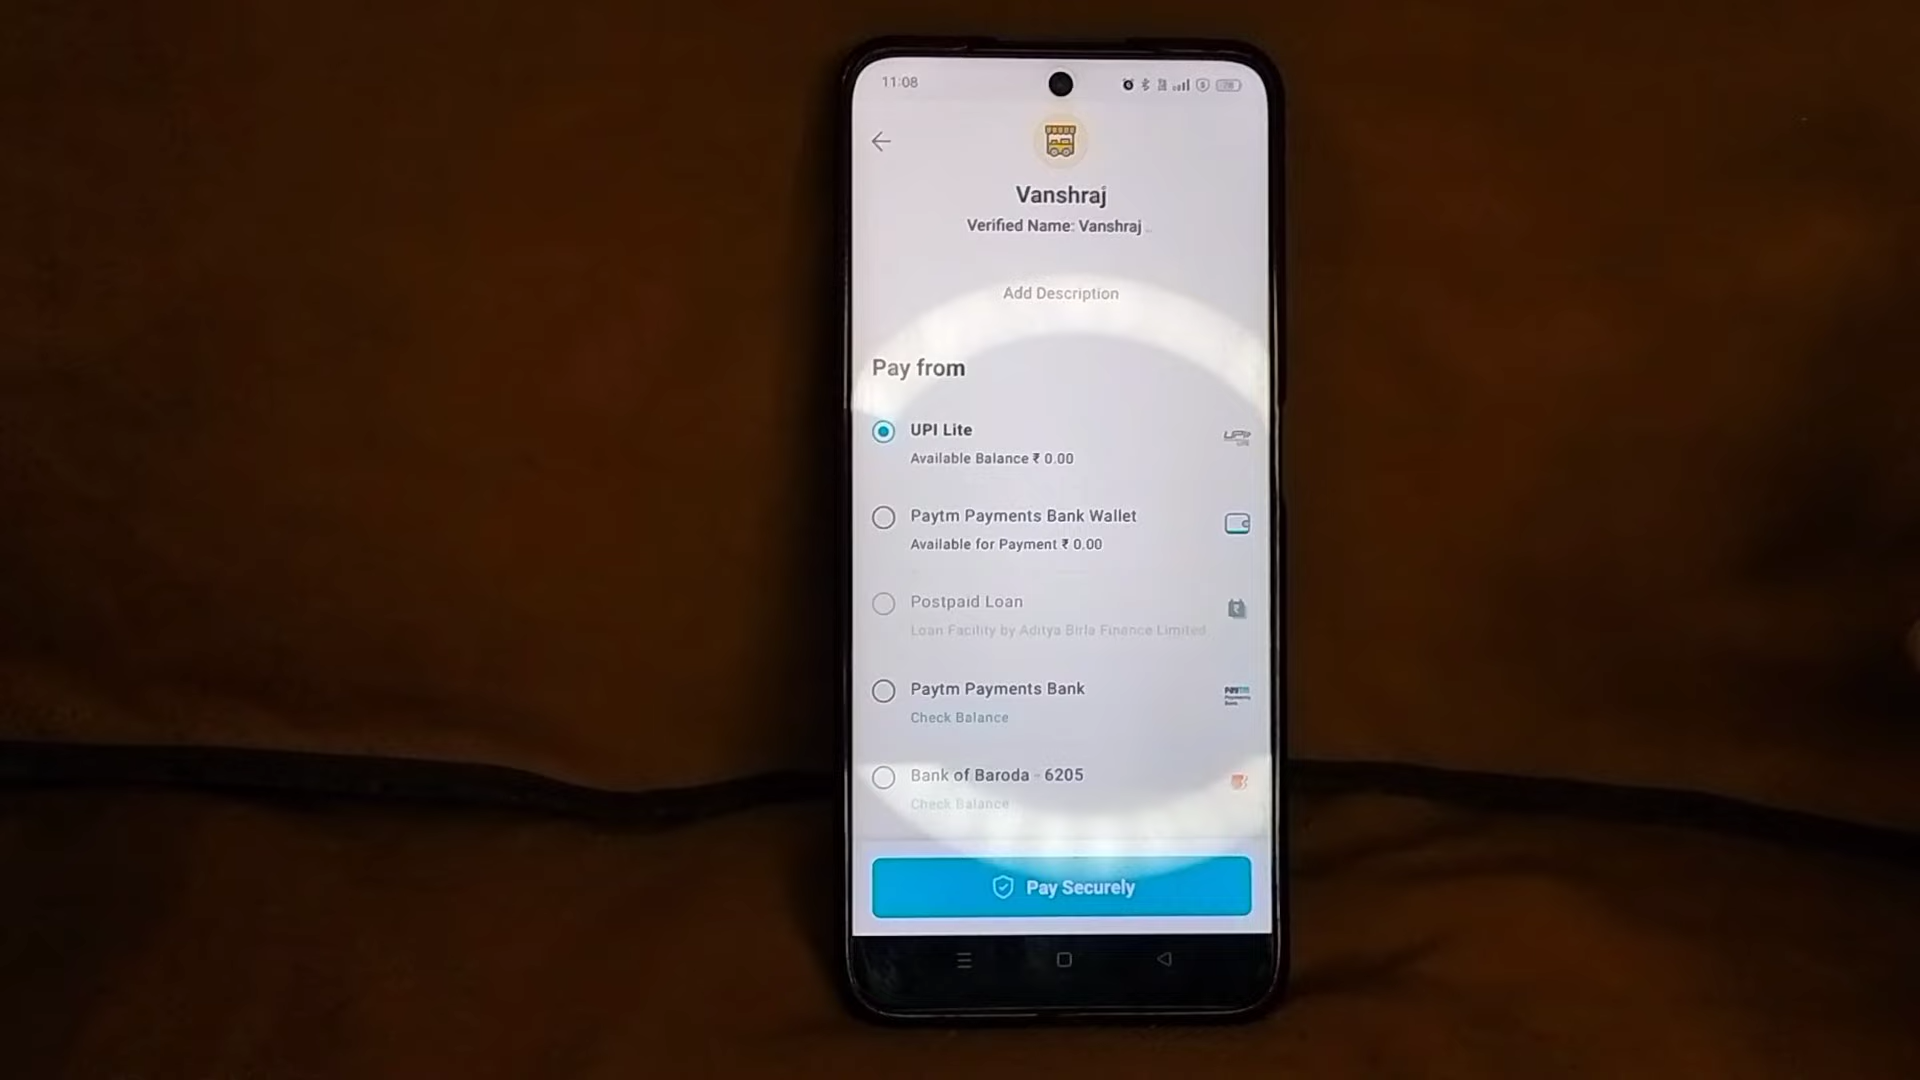 11:08
Vanshraj
Verified Name: Vanshraj
Add Description
Pay from
UPI Lite
Available Balance ₹ 0.00
Paytm Payments Bank Wallet
Available for Payment ₹ 0.00
Postpaid Loan
Loan Facility by Aditya Birla Finance Limited
Paytm Payments Bank
Check Balance
Bank of Baroda - 6205
Check Balance
Pay Securely